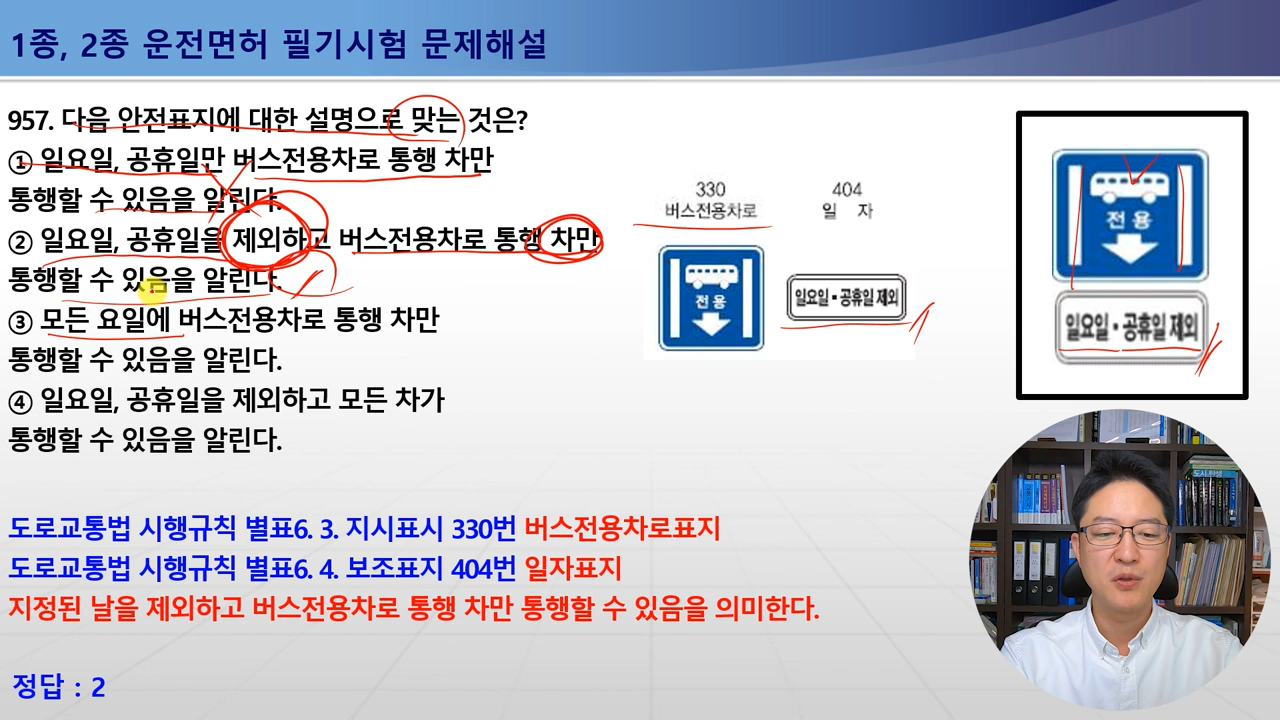 1종, 2종 운전면허 필기시험 문제해설
957. 다음 안전표지에 대한 설명으로 맞는 것은?
① 일요일, 공휴일만 버스전용차로 통행 차만
통행할 수 있음을 알린다.
② 일요일, 공휴일을 제외하고 버스전용차로 통행 차만
통행할 수 있음을 알린다.
③ 모든 요일에 버스전용차로 통행 차만
통행할 수 있음을 알린다.
④ 일요일, 공휴일을 제외하고 모든 차가
통행할 수 있음을 알린다.
330
버스전용차로
404
일 자
전용
일요일·공휴일 제외
전용
일요일·공휴일 제외
도로교통법 시행규칙 별표6. 3. 지시표시 330번 버스전용차로표지
도로교통법 시행규칙 별표6. 4. 보조표지 404번 일자표지
지정된 날을 제외하고 버스전용차로 통행 차만 통행할 수 있음을 의미한다.
정답 : 2